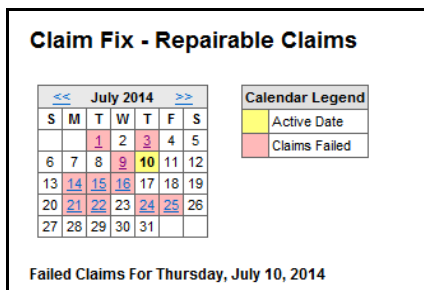 Claim Fix - Repairable Claims
<< July 2014 >>
S M T W T F S
1 2 3 4 5
6 7 8 9 10 11 12
13 14 15 16 17 18 19
20 21 22 23 24 25 26
27 28 29 30 31
Calendar Legend
Active Date
Claims Failed
Failed Claims For Thursday, July 10, 2014